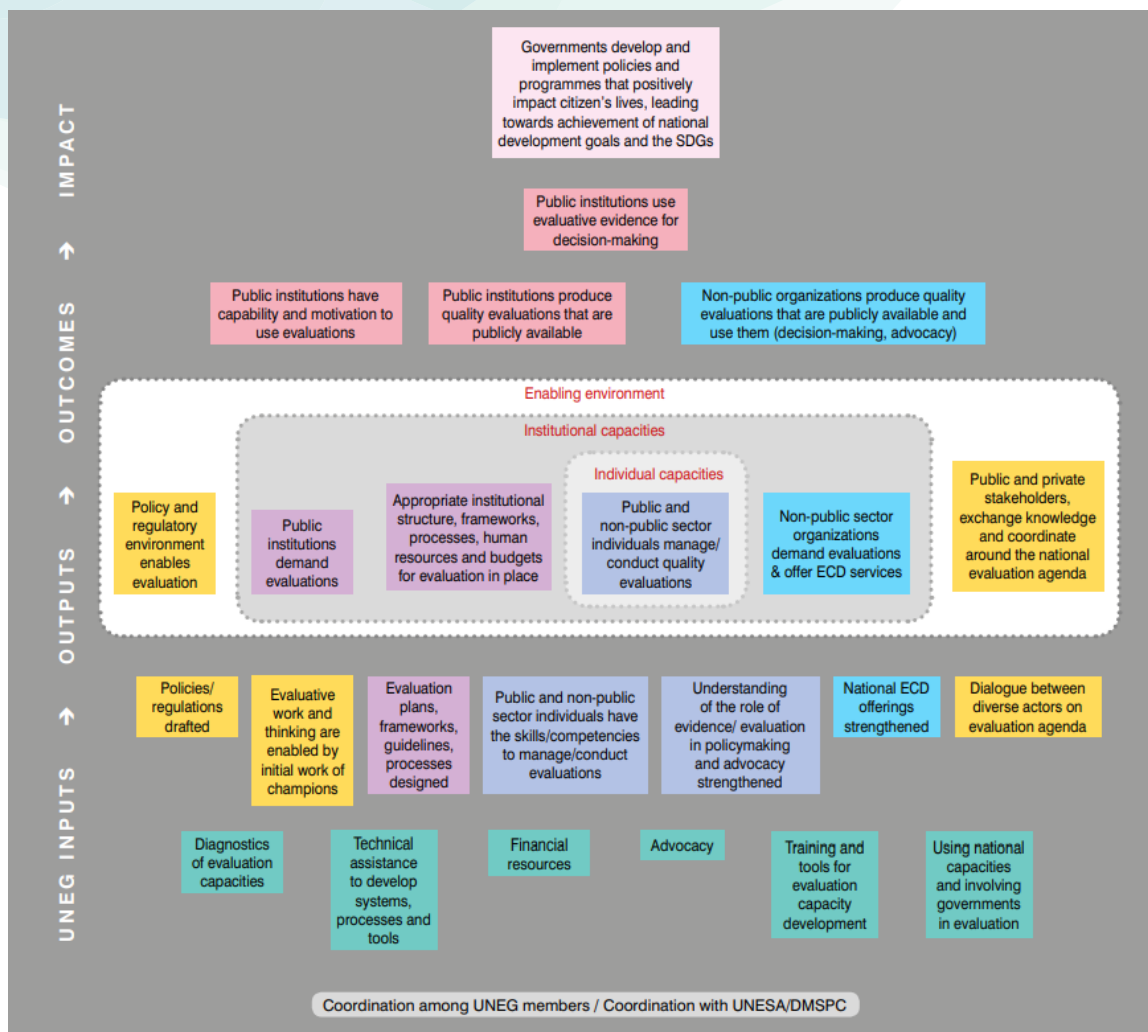 Governments develop and
implement policies and
programmes that positively
impact citizen's lives, leading
towards achievement of national
development goals and the SDGs
Public institutions use
evaluative evidence for
decision-making
Public institutions have
capability and motivation to
use evaluations
Public institutions produce
quality evaluations that are
publicly available
Non-public organizations produce quality
evaluations that are publicly available and
use them (decision-making, advocacy)
Enabling environment
Institutional capacities
Individual capacities
Policy and
regulatory
environment
enables
evaluation
Public
institutions
demand
evaluations
Appropriate institutional
structure, frameworks,
processes, human
resources and budgets
for evaluation in place
Public and
non-public sector
individuals manage/
conduct quality
evaluations
Non-public sector
organizations
demand evaluations
& offer ECD services
Public and private
stakeholders,
exchange knowledge
and coordinate
around the national
evaluation agenda
Policies/
regulations
drafted
Evaluative
work and
thinking are
enabled by
initial work of
champions
Evaluation
plans,
frameworks,
guidelines,
processes
designed
Public and non-public
sector individuals have
the skills/competencies
to manage/conduct
evaluations
Understanding
of the role of
evidence/ evaluation
in policymaking
and advocacy
strengthened
National ECD
offerings
strengthened
Dialogue between
diverse actors on
evaluation agenda
Diagnostics
of evaluation
capacities
Technical
assistance
to develop
systems,
processes and
tools
Financial
resources
Advocacy
Training and
tools for
evaluation
capacity
development
Using national
capacities
and involving
governments
in evaluation
Coordination among UNEG members / Coordination with UNESA/DMSPC
UNEG INPUTS → OUTPUTS → OUTCOMES → IMPACT